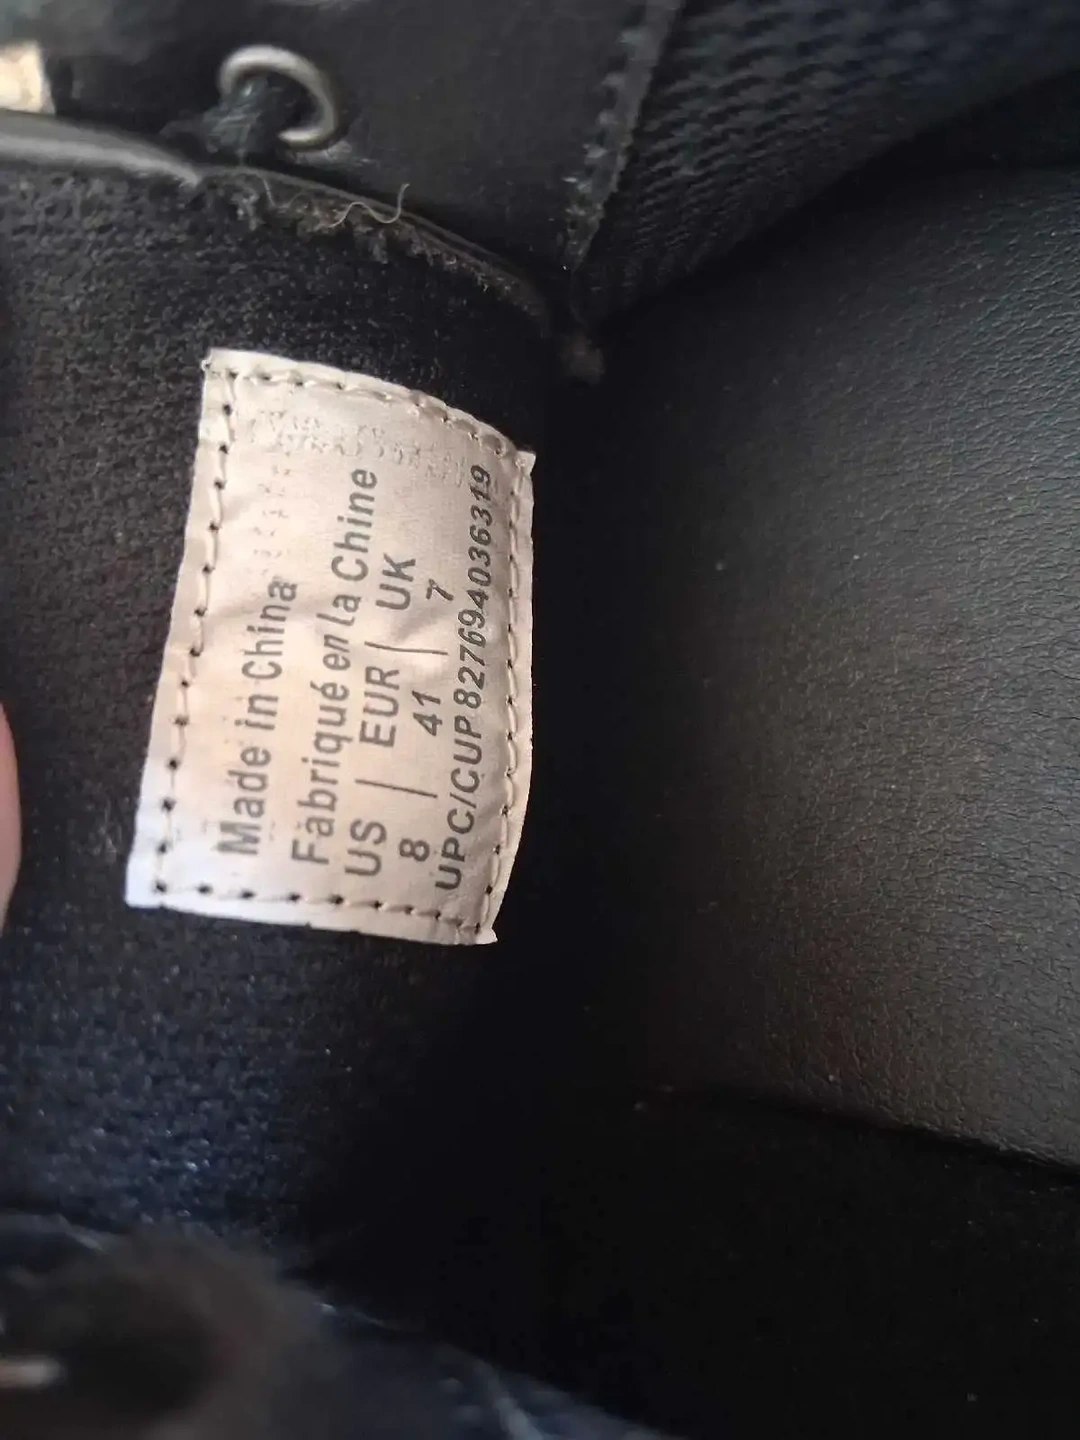 Made in China
Fabriqué en la Chine
US | EUR | UK
8 | 41 | 7
UPC/CUP 827694036319